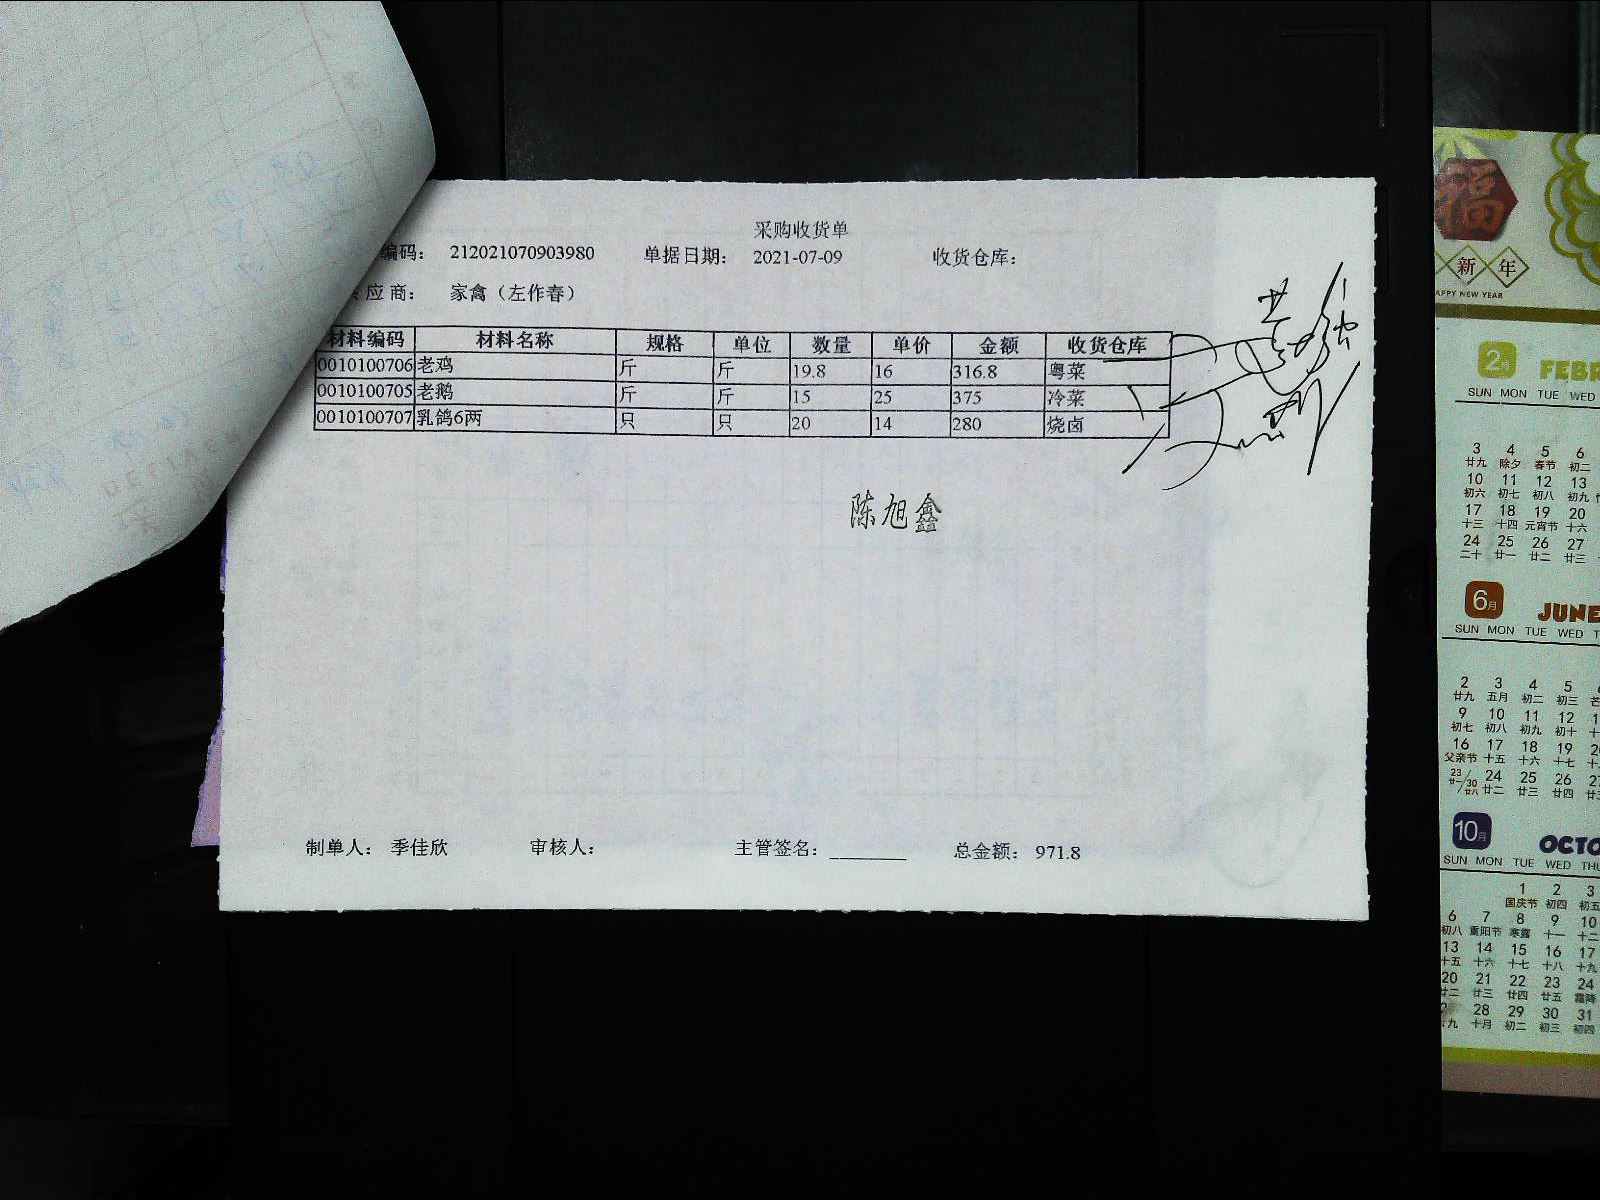 采购收货单
编码： 212021070903980 单据日期： 2021-07-09 收货仓库：
应商： 家禽（左作春）
材料编码 材料名称 规格 单位 数量 单价 金额 收货仓库
0010100706 老鸡 斤 斤 19.8 16 316.8 粤菜
0010100705 老鹅 斤 斤 15 25 375 冷菜
0010100707 乳鸽6两 只 只 20 14 280 烧卤
陈旭鑫
制单人： 季佳欣 审核人： 主管签名： 总金额： 971.8
福
新 年
APPY NEW YEAR
2月 FEBR
SUN MON TUE WED
3 4 5 6
廿九 除夕 春节 初二
10 11 12 13
初六 初七 初八 初九
17 18 19 20
十三 十四 元宵节 十六
24 25 26 27
二十 廿一 廿二 廿三
6月 JUNE
SUN MON TUE WED
2 3 4 5
廿九 五月 初二 初三
9 10 11 12
初七 初八 初九 初十
16 17 18 19
父亲节 十五 十六 十七
23/30 24 25 26
廿一/廿八 廿二 廿三 廿四
10月 OCTO
SUN MON TUE WED THU
1 2 3
国庆节 初四 初五
6 7 8 9 10
初八 重阳节 寒露 十一 十二
13 14 15 16 17
十五 十六 十七 十八 十九
20 21 22 23 24
廿二 廿三 廿四 廿五 霜降
28 29 30 31
十月 初二 初三 初四